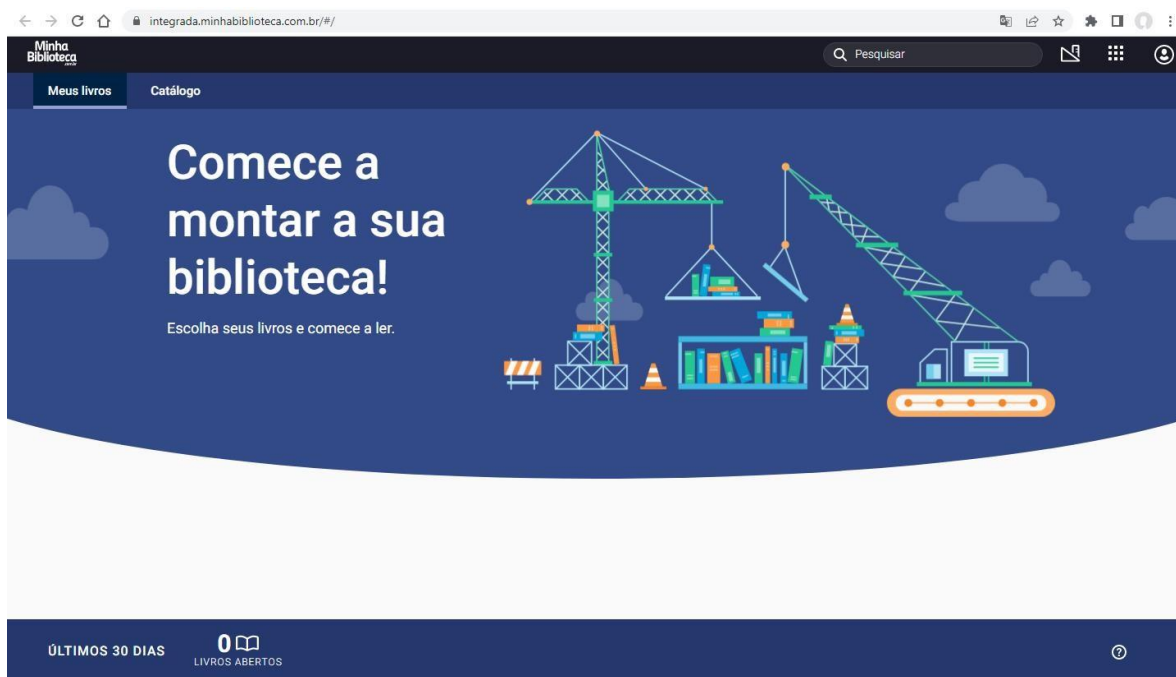 integrada.minhabiblioteca.com.br/#/
Minha
Biblioteca
Pesquisar
Meus livros
Catálogo
Comece a
montar a sua
biblioteca!
Escolha seus livros e comece a ler.
ÚLTIMOS 30 DIAS
0
LIVROS ABERTOS